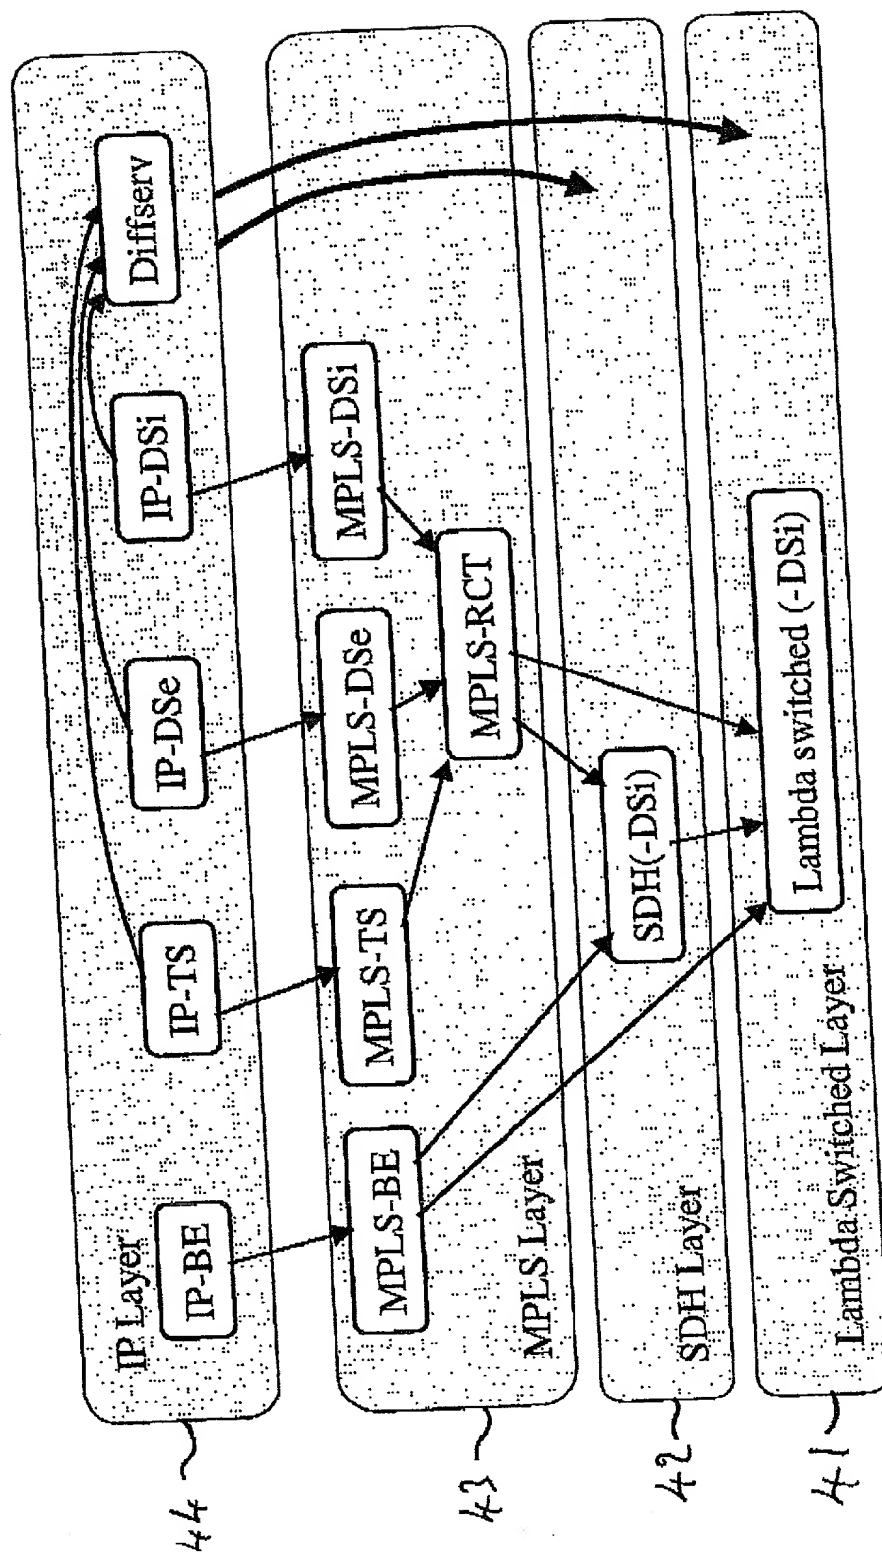 IP Layer
IP-BE
IP-TS
IP-DSe
IP-DSi
Diffserv
44
MPLS-BE
MPLS-TS
MPLS-DSe
MPLS-DSi
MPLS-RCT
MPLS Layer
43
SDH(-DSi)
SDH Layer
42
Lambda switched (-DSi)
Lambda Switched Layer
41